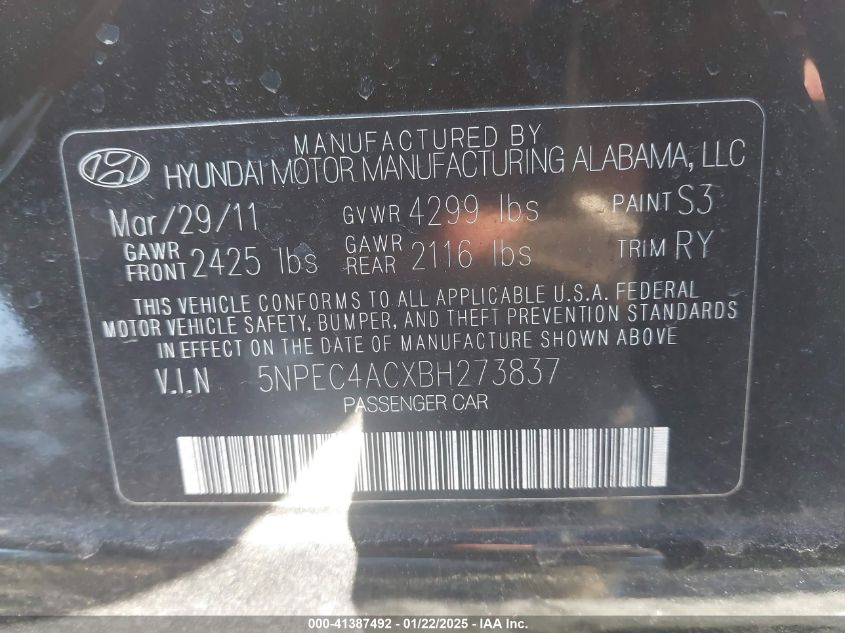 MANUFACTURED BY
HYUNDAI MOTOR MANUFACTURING ALABAMA, LLC
Mar/29/11 GVWR 4299 lbs PAINT S3
GAWR FRONT 2425 lbs GAWR REAR 2116 lbs TRIM RY
THIS VEHICLE CONFORMS TO ALL APPLICABLE U.S.A. FEDERAL
MOTOR VEHICLE SAFETY, BUMPER, AND THEFT PREVENTION STANDARDS
IN EFFECT ON THE DATE OF MANUFACTURE SHOWN ABOVE
V.I.N 5NPEC4ACXBH273837
PASSENGER CAR
000-41387492 - 01/22/2025 - IAA Inc.